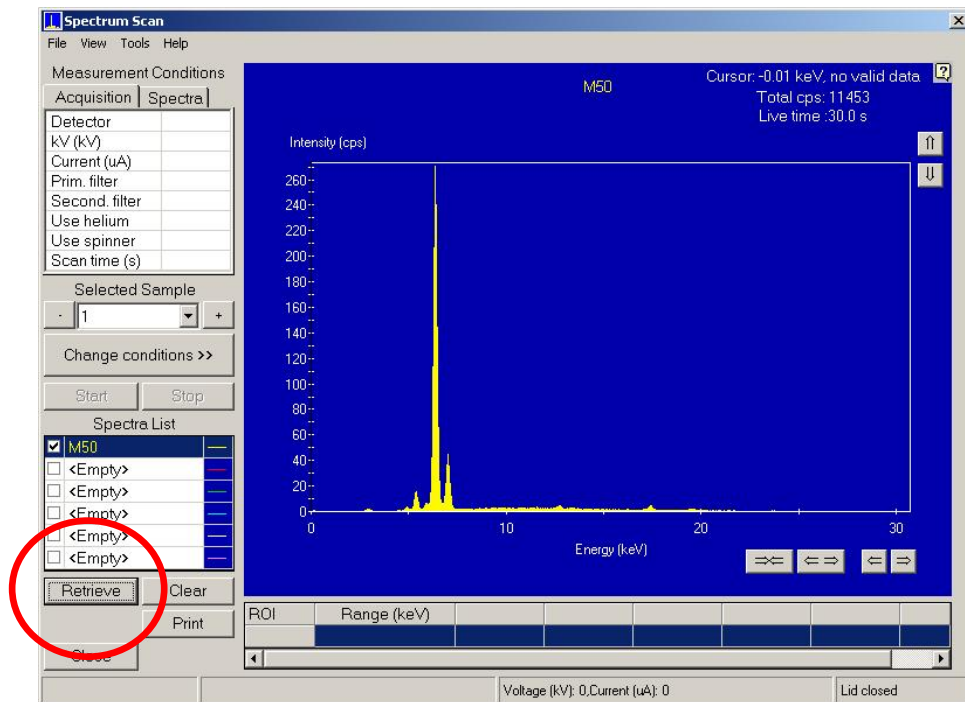 Spectrum Scan
File View Tools Help
Measurement Conditions
Acquisition Spectra
Detector
kV (kV)
Current (uA)
Prim. filter
Second. filter
Use helium
Use spinner
Scan time (s)
Selected Sample
- 1 +
Change conditions >>
Start Stop
Spectra List
M50
<Empty>
<Empty>
<Empty>
<Empty>
<Empty>
Retrieve Clear
Print
Close
M50
Cursor: -0.01 keV, no valid data
Total cps: 11453
Live time :30.0 s
Intensity (cps)
260
240
220
200
180
160
140
120
100
80
60
40
20
0
0 10 20 30
Energy (keV)
ROI Range (keV)
Voltage (kV): 0,Current (uA): 0 Lid closed